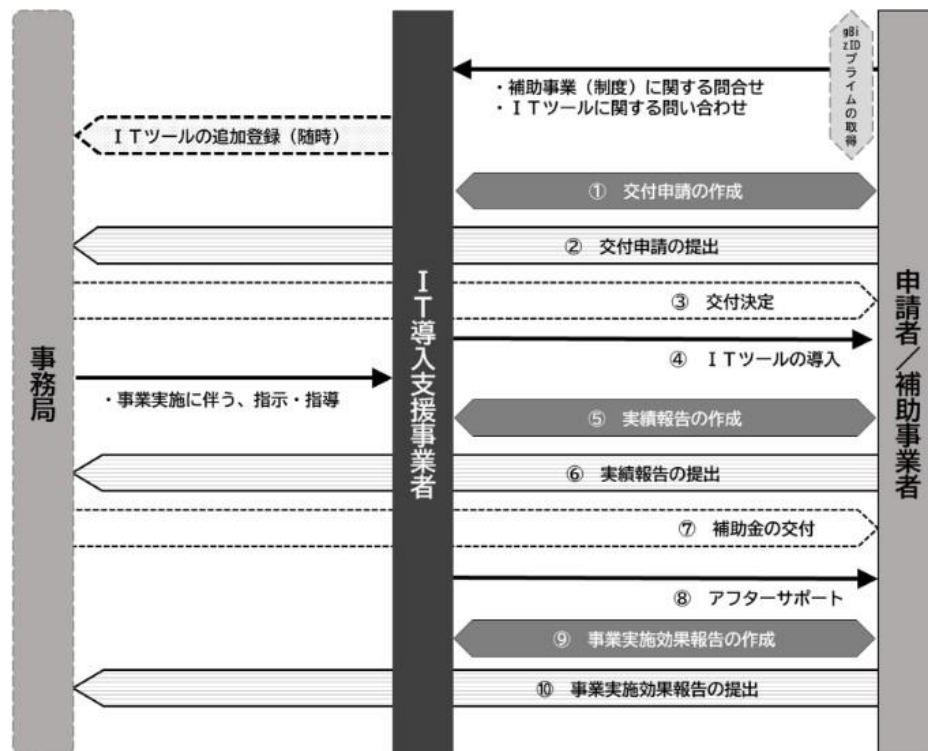 gBizIDプライムの取得
・補助事業（制度）に関する問合せ
・ＩＴツールに関する問い合わせ
ＩＴツールの追加登録（随時）
① 交付申請の作成
② 交付申請の提出
③ 交付決定
④ ＩＴツールの導入
・事業実施に伴う、指示・指導
⑤ 実績報告の作成
⑥ 実績報告の提出
⑦ 補助金の交付
⑧ アフターサポート
⑨ 事業実施効果報告の作成
⑩ 事業実施効果報告の提出
事務局
ＩＴ導入支援事業者
申請者／補助事業者